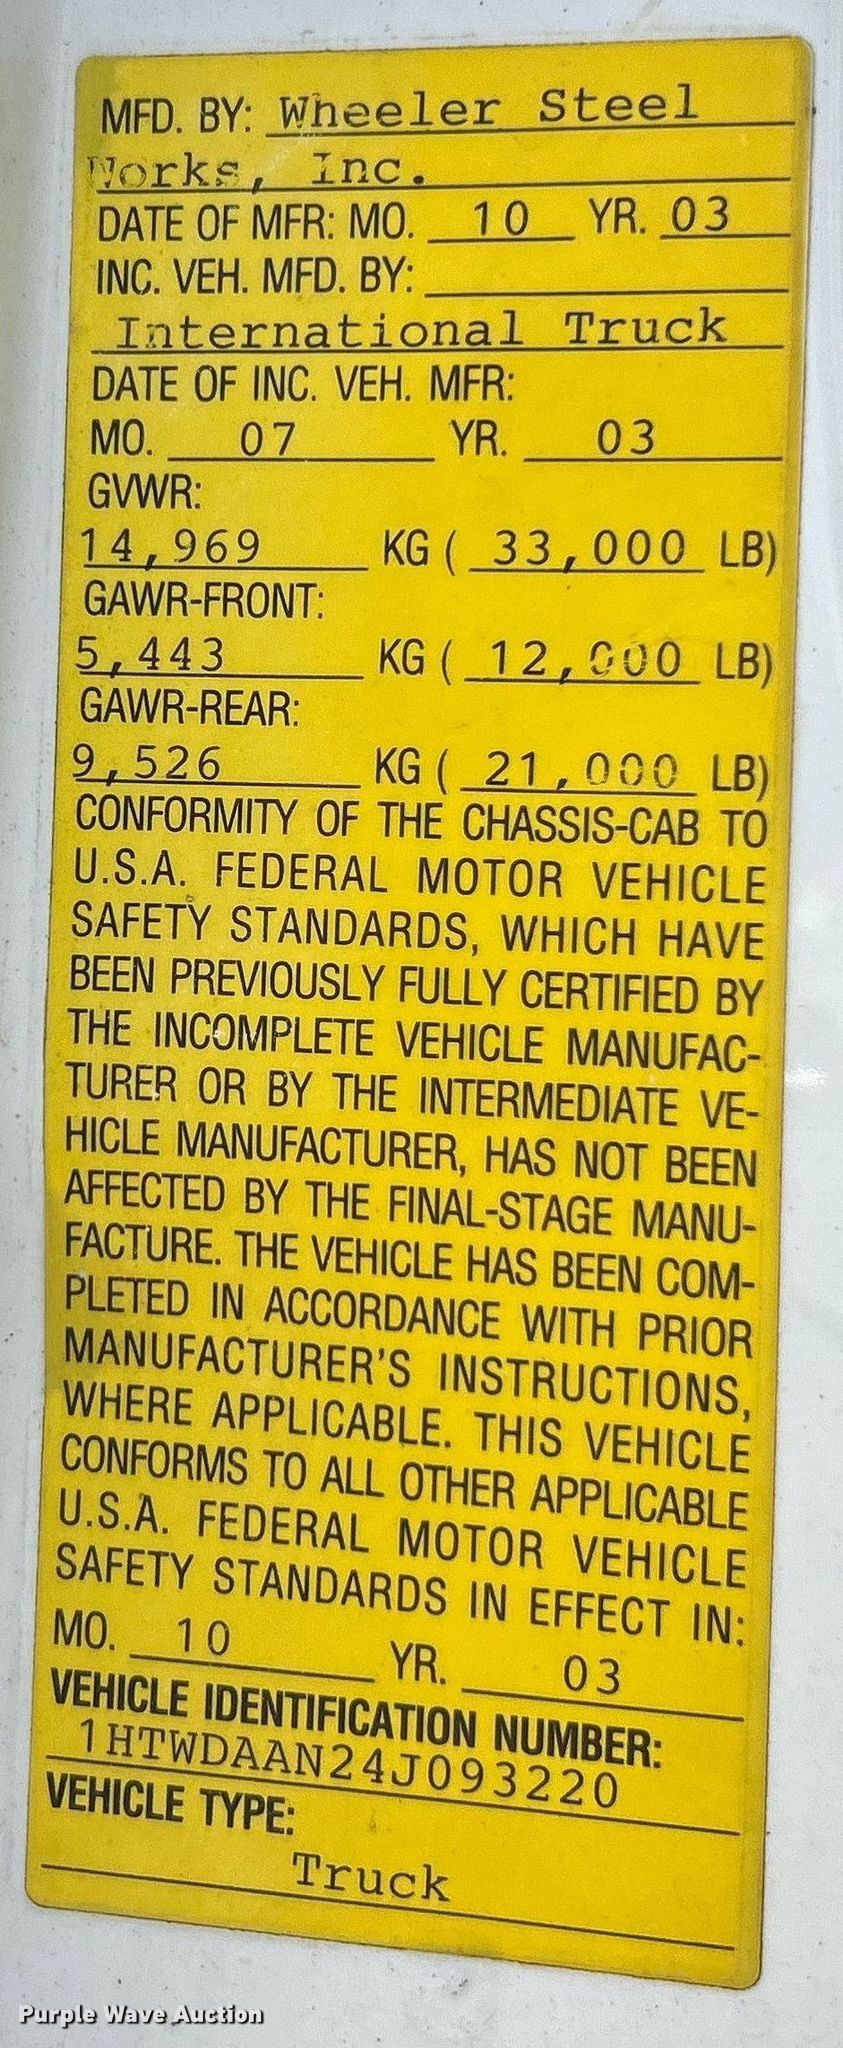 MFD. BY: Wheeler Steel
Works, Inc.
DATE OF MFR: MO. 10 YR. 03
INC. VEH. MFD. BY:
International Truck
DATE OF INC. VEH. MFR:
MO. 07 YR. 03
GVWR:
14,969 KG ( 33,000 LB)
GAWR-FRONT:
5,443 KG ( 12,000 LB)
GAWR-REAR:
9,526 KG ( 21,000 LB)
CONFORMITY OF THE CHASSIS-CAB TO
U.S.A. FEDERAL MOTOR VEHICLE
SAFETY STANDARDS, WHICH HAVE
BEEN PREVIOUSLY FULLY CERTIFIED BY
THE INCOMPLETE VEHICLE MANUFAC-
TURER OR BY THE INTERMEDIATE VE-
HICLE MANUFACTURER, HAS NOT BEEN
AFFECTED BY THE FINAL-STAGE MANU-
FACTURE. THE VEHICLE HAS BEEN COM-
PLETED IN ACCORDANCE WITH PRIOR
MANUFACTURER'S INSTRUCTIONS,
WHERE APPLICABLE. THIS VEHICLE
CONFORMS TO ALL OTHER APPLICABLE
U.S.A. FEDERAL MOTOR VEHICLE
SAFETY STANDARDS IN EFFECT IN:
MO. 10 YR. 03
VEHICLE IDENTIFICATION NUMBER:
1HTWDAAN24J093220
VEHICLE TYPE:
Truck
Purple Wave Auction